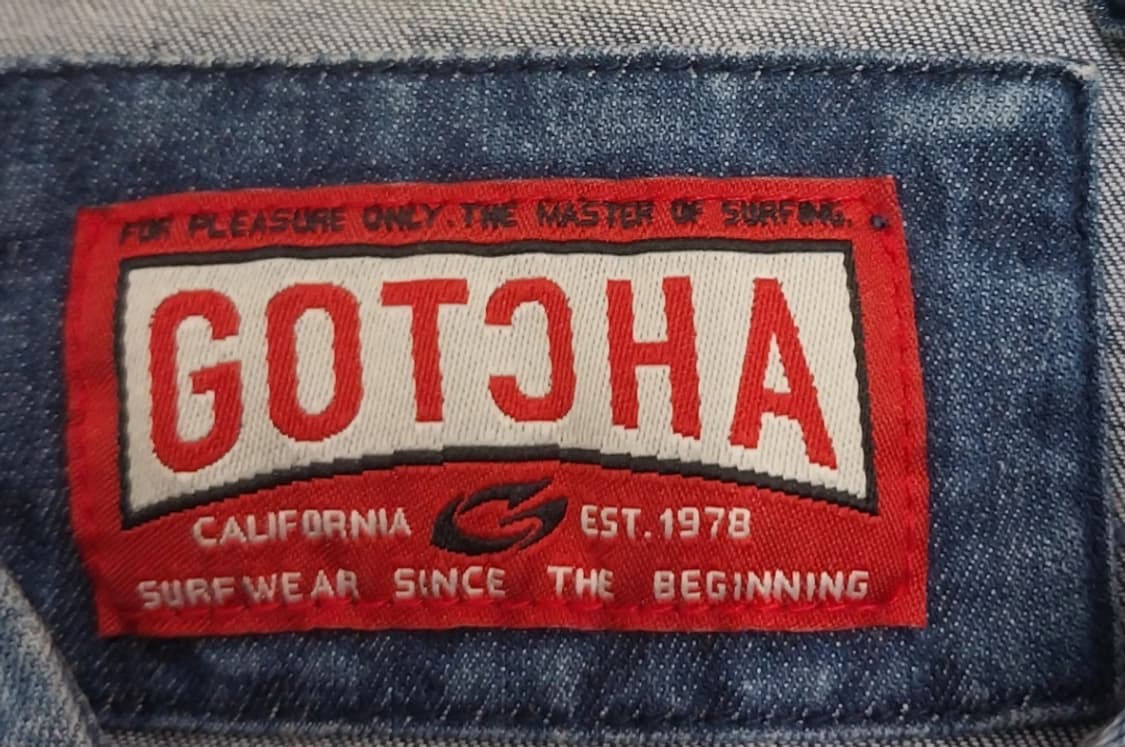 FOR PLEASURE ONLY. THE MASTER OF SURFING.
GOTCHA
CALIFORNIA EST. 1978
SURFWEAR SINCE THE BEGINNING